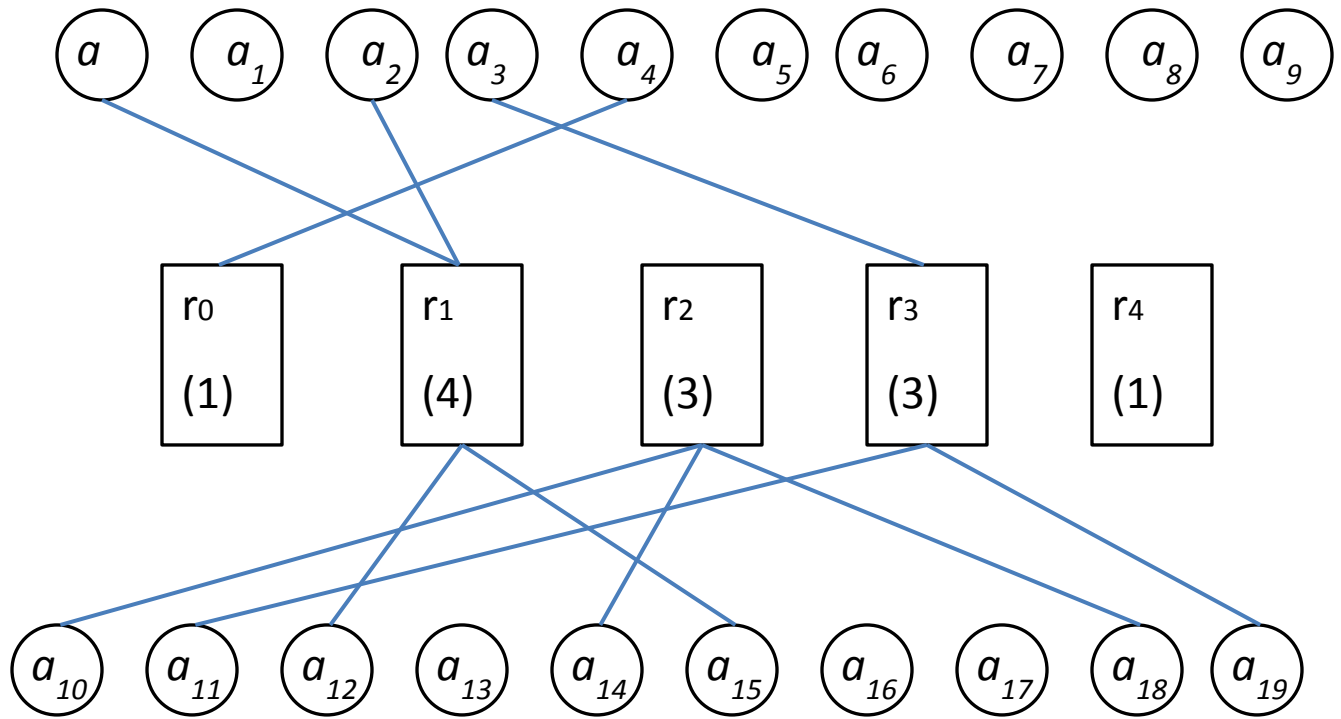 a a1 a2 a3 a4 a5 a6 a7 a8 a9
r0 r1 r2 r3 r4
(1) (4) (3) (3) (1)
a10 a11 a12 a13 a14 a15 a16 a17 a18 a19